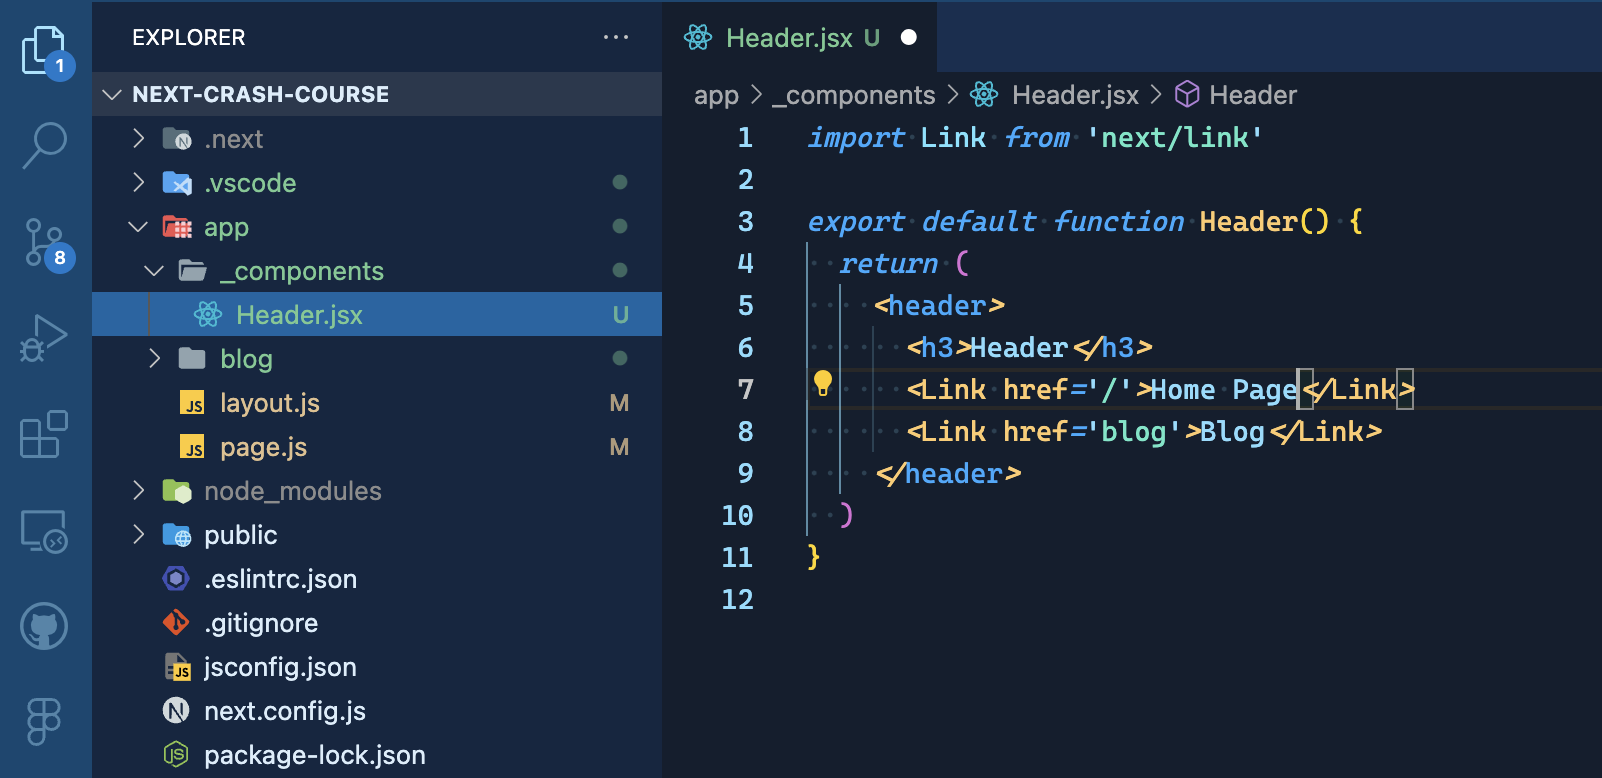 EXPLORER
NEXT-CRASH-COURSE
.next
.vscode
app
_components
Header.jsx U
blog
layout.js M
page.js M
node_modules
public
.eslintrc.json
.gitignore
jsconfig.json
next.config.js
package-lock.json
1
8
Header.jsx U
app > _components > Header.jsx > Header
1 import Link from 'next/link'
2
3 export default function Header() {
4 return (
5 <header>
6 <h3>Header</h3>
7 <Link href='/'>Home Page</Link>
8 <Link href='blog'>Blog</Link>
9 </header>
10 )
11 }
12